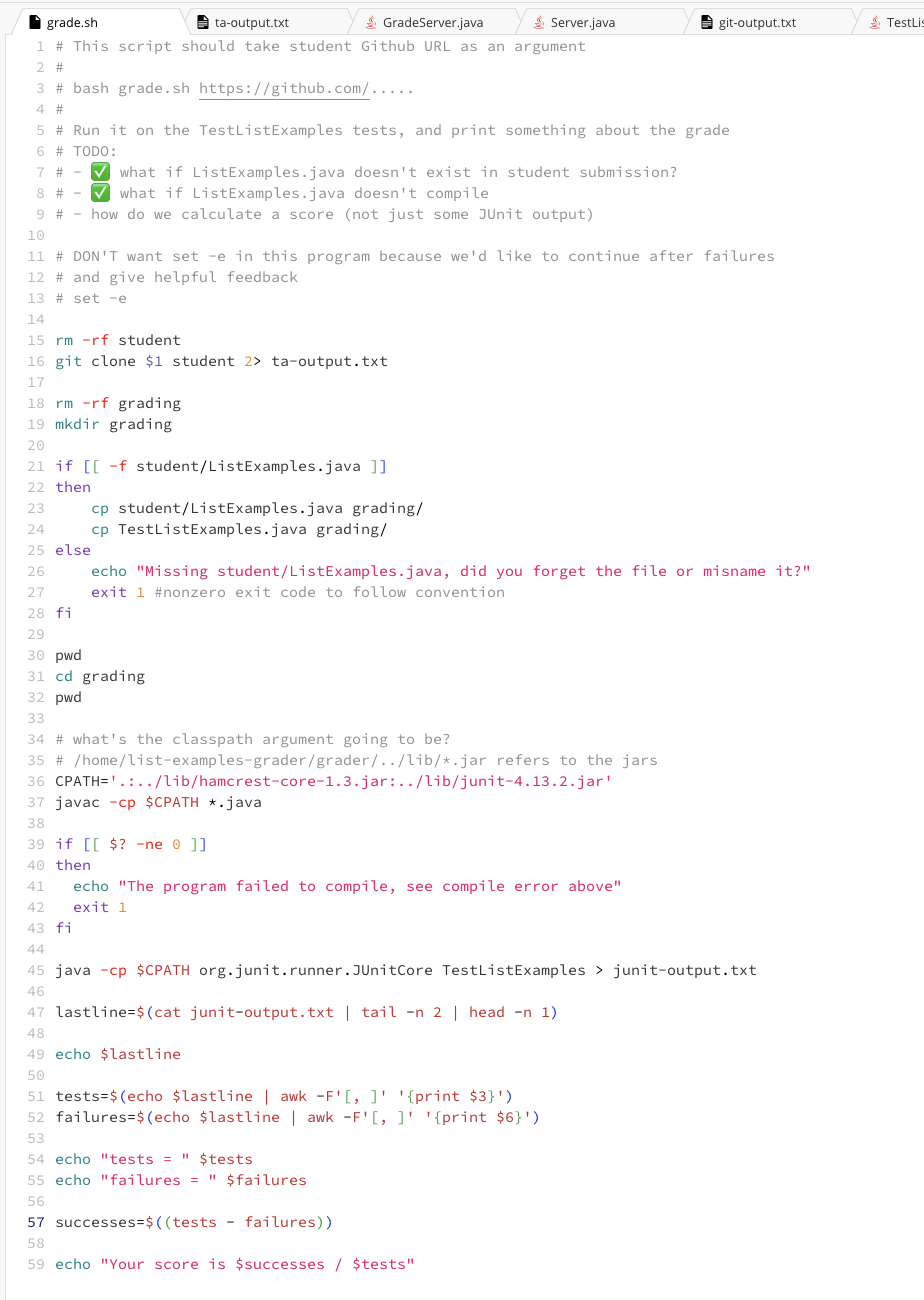 grade.sh ta-output.txt GradeServer.java Server.java git-output.txt TestLis
1 # This script should take student Github URL as an argument
2 #
3 # bash grade.sh https://github.com/.....
4 #
5 # Run it on the TestListExamples tests, and print something about the grade
6 # TODO:
7 # - ✅ what if ListExamples.java doesn't exist in student submission?
8 # - ✅ what if ListExamples.java doesn't compile
9 # - how do we calculate a score (not just some JUnit output)
10
11 # DON'T want set -e in this program because we'd like to continue after failures
12 # and give helpful feedback
13 # set -e
14
15 rm -rf student
16 git clone $1 student 2> ta-output.txt
17
18 rm -rf grading
19 mkdir grading
20
21 if [[ -f student/ListExamples.java ]]
22 then
23     cp student/ListExamples.java grading/
24     cp TestListExamples.java grading/
25 else
26     echo "Missing student/ListExamples.java, did you forget the file or misname it?"
27     exit 1 #nonzero exit code to follow convention
28 fi
29
30 pwd
31 cd grading
32 pwd
33
34 # what's the classpath argument going to be?
35 # /home/list-examples-grader/grader/../lib/*.jar refers to the jars
36 CPATH='.:../lib/hamcrest-core-1.3.jar:../lib/junit-4.13.2.jar'
37 javac -cp $CPATH *.java
38
39 if [[ $? -ne 0 ]]
40 then
41   echo "The program failed to compile, see compile error above"
42   exit 1
43 fi
44
45 java -cp $CPATH org.junit.runner.JUnitCore TestListExamples > junit-output.txt
46
47 lastline=$(cat junit-output.txt | tail -n 2 | head -n 1)
48
49 echo $lastline
50
51 tests=$(echo $lastline | awk -F'[, ]' '{print $3}')
52 failures=$(echo $lastline | awk -F'[, ]' '{print $6}')
53
54 echo "tests = " $tests
55 echo "failures = " $failures
56
57 successes=$((tests - failures))
58
59 echo "Your score is $successes / $tests"